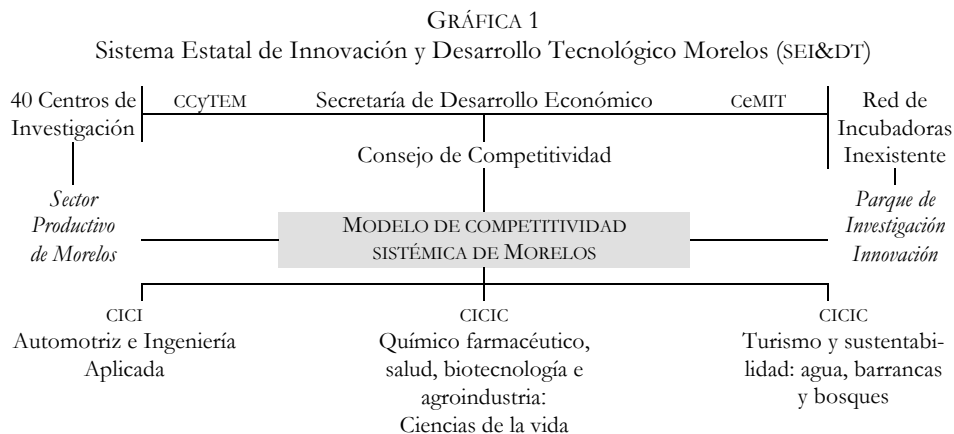 GRÁFICA 1
Sistema Estatal de Innovación y Desarrollo Tecnológico Morelos (SEI&DT)
40 Centros de
Investigación
CCyTEM
Secretaría de Desarrollo Económico
CeMIT
Red de
Incubadoras
Inexistente
Consejo de Competividad
Sector
Productivo
de Morelos
MODELO DE COMPETITIVIDAD
SISTÉMICA DE MORELOS
Parque de
Investigación
Innovación
CICI
Automotriz e Ingeniería
Aplicada
CICIC
Químico farmacéutico,
salud, biotecnología e
agroindustria:
Ciencias de la vida
CICIC
Turismo y sustentabi-
lidad: agua, barrancas
y bosques